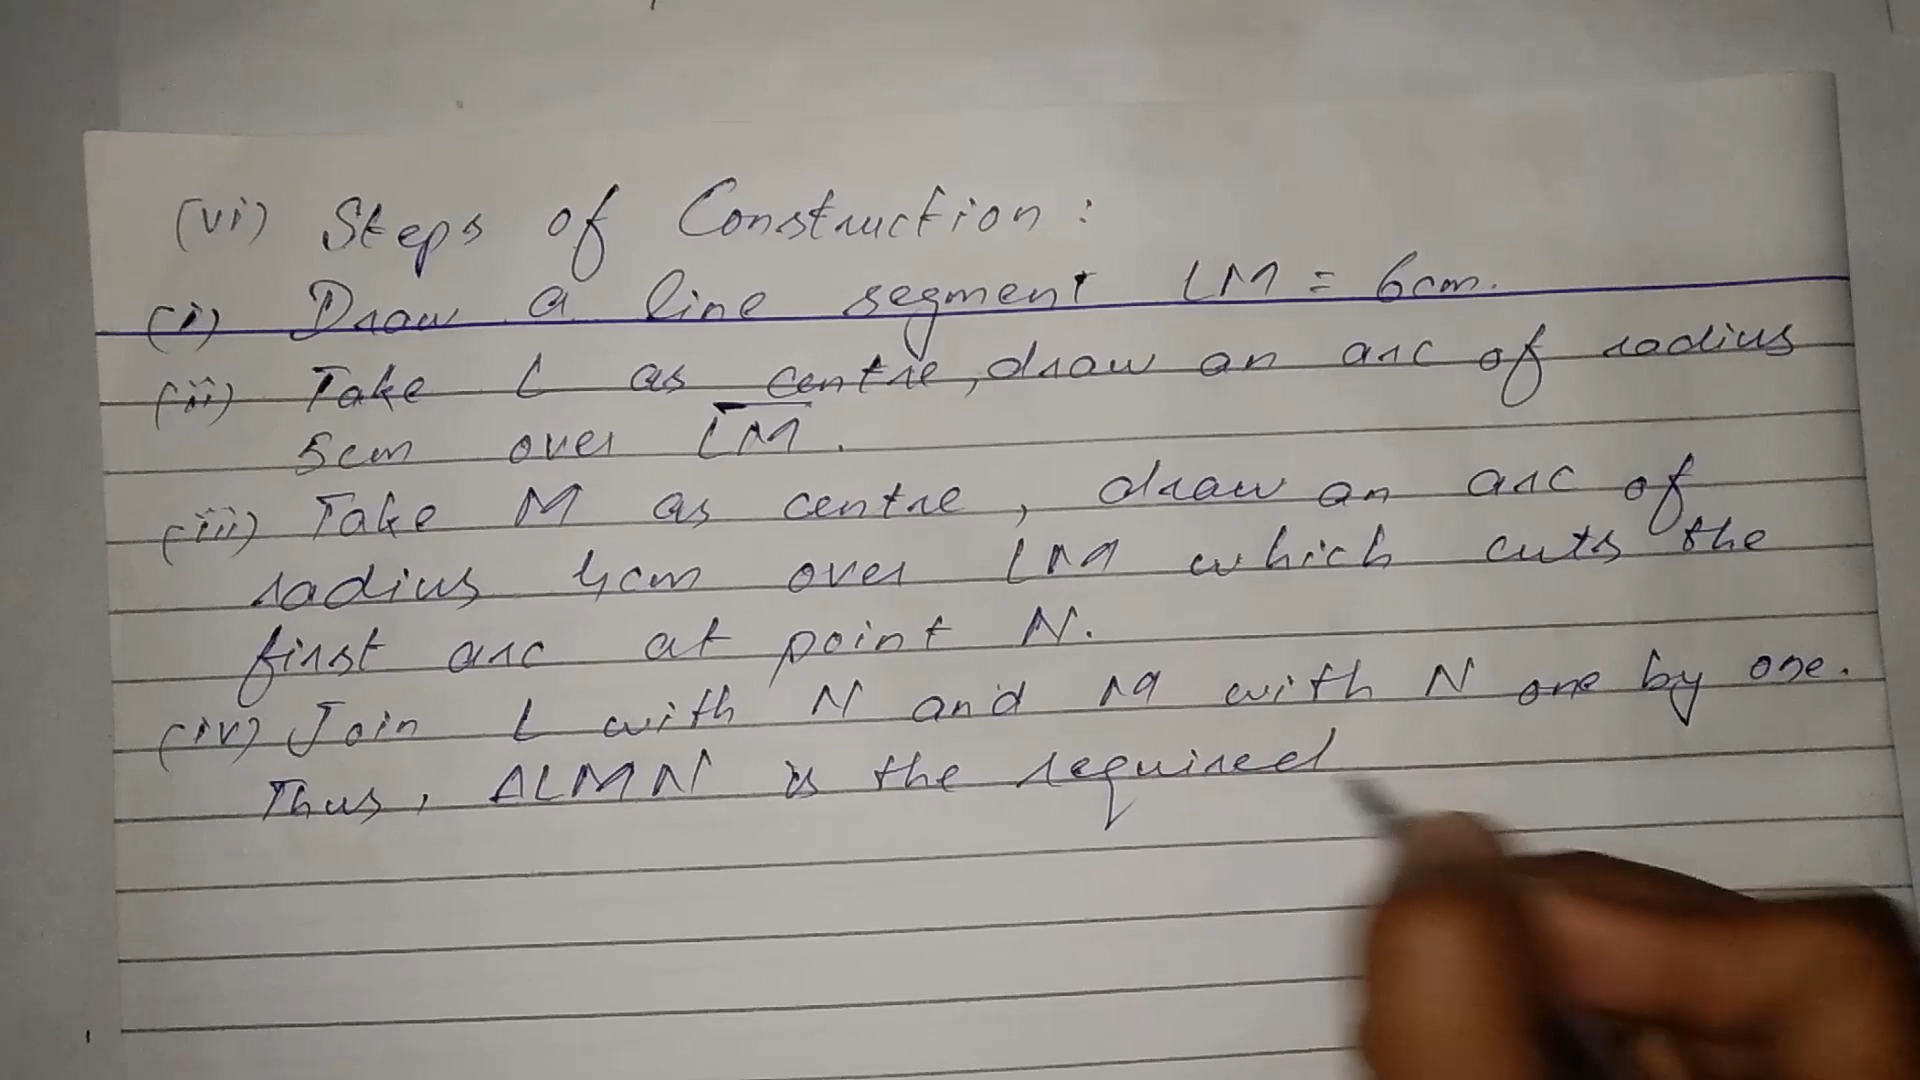 (vi) Steps of Construction:
(i) Draw a line segment LM = 6cm.
(ii) Take L as centre, draw an arc of radius
5cm over LM.
(iii) Take M as centre, draw an arc of
radius 4cm over LM which cuts the
first arc at point N.
(iv) Join L with N and M with N one by one.
Thus, ΔLMN is the required